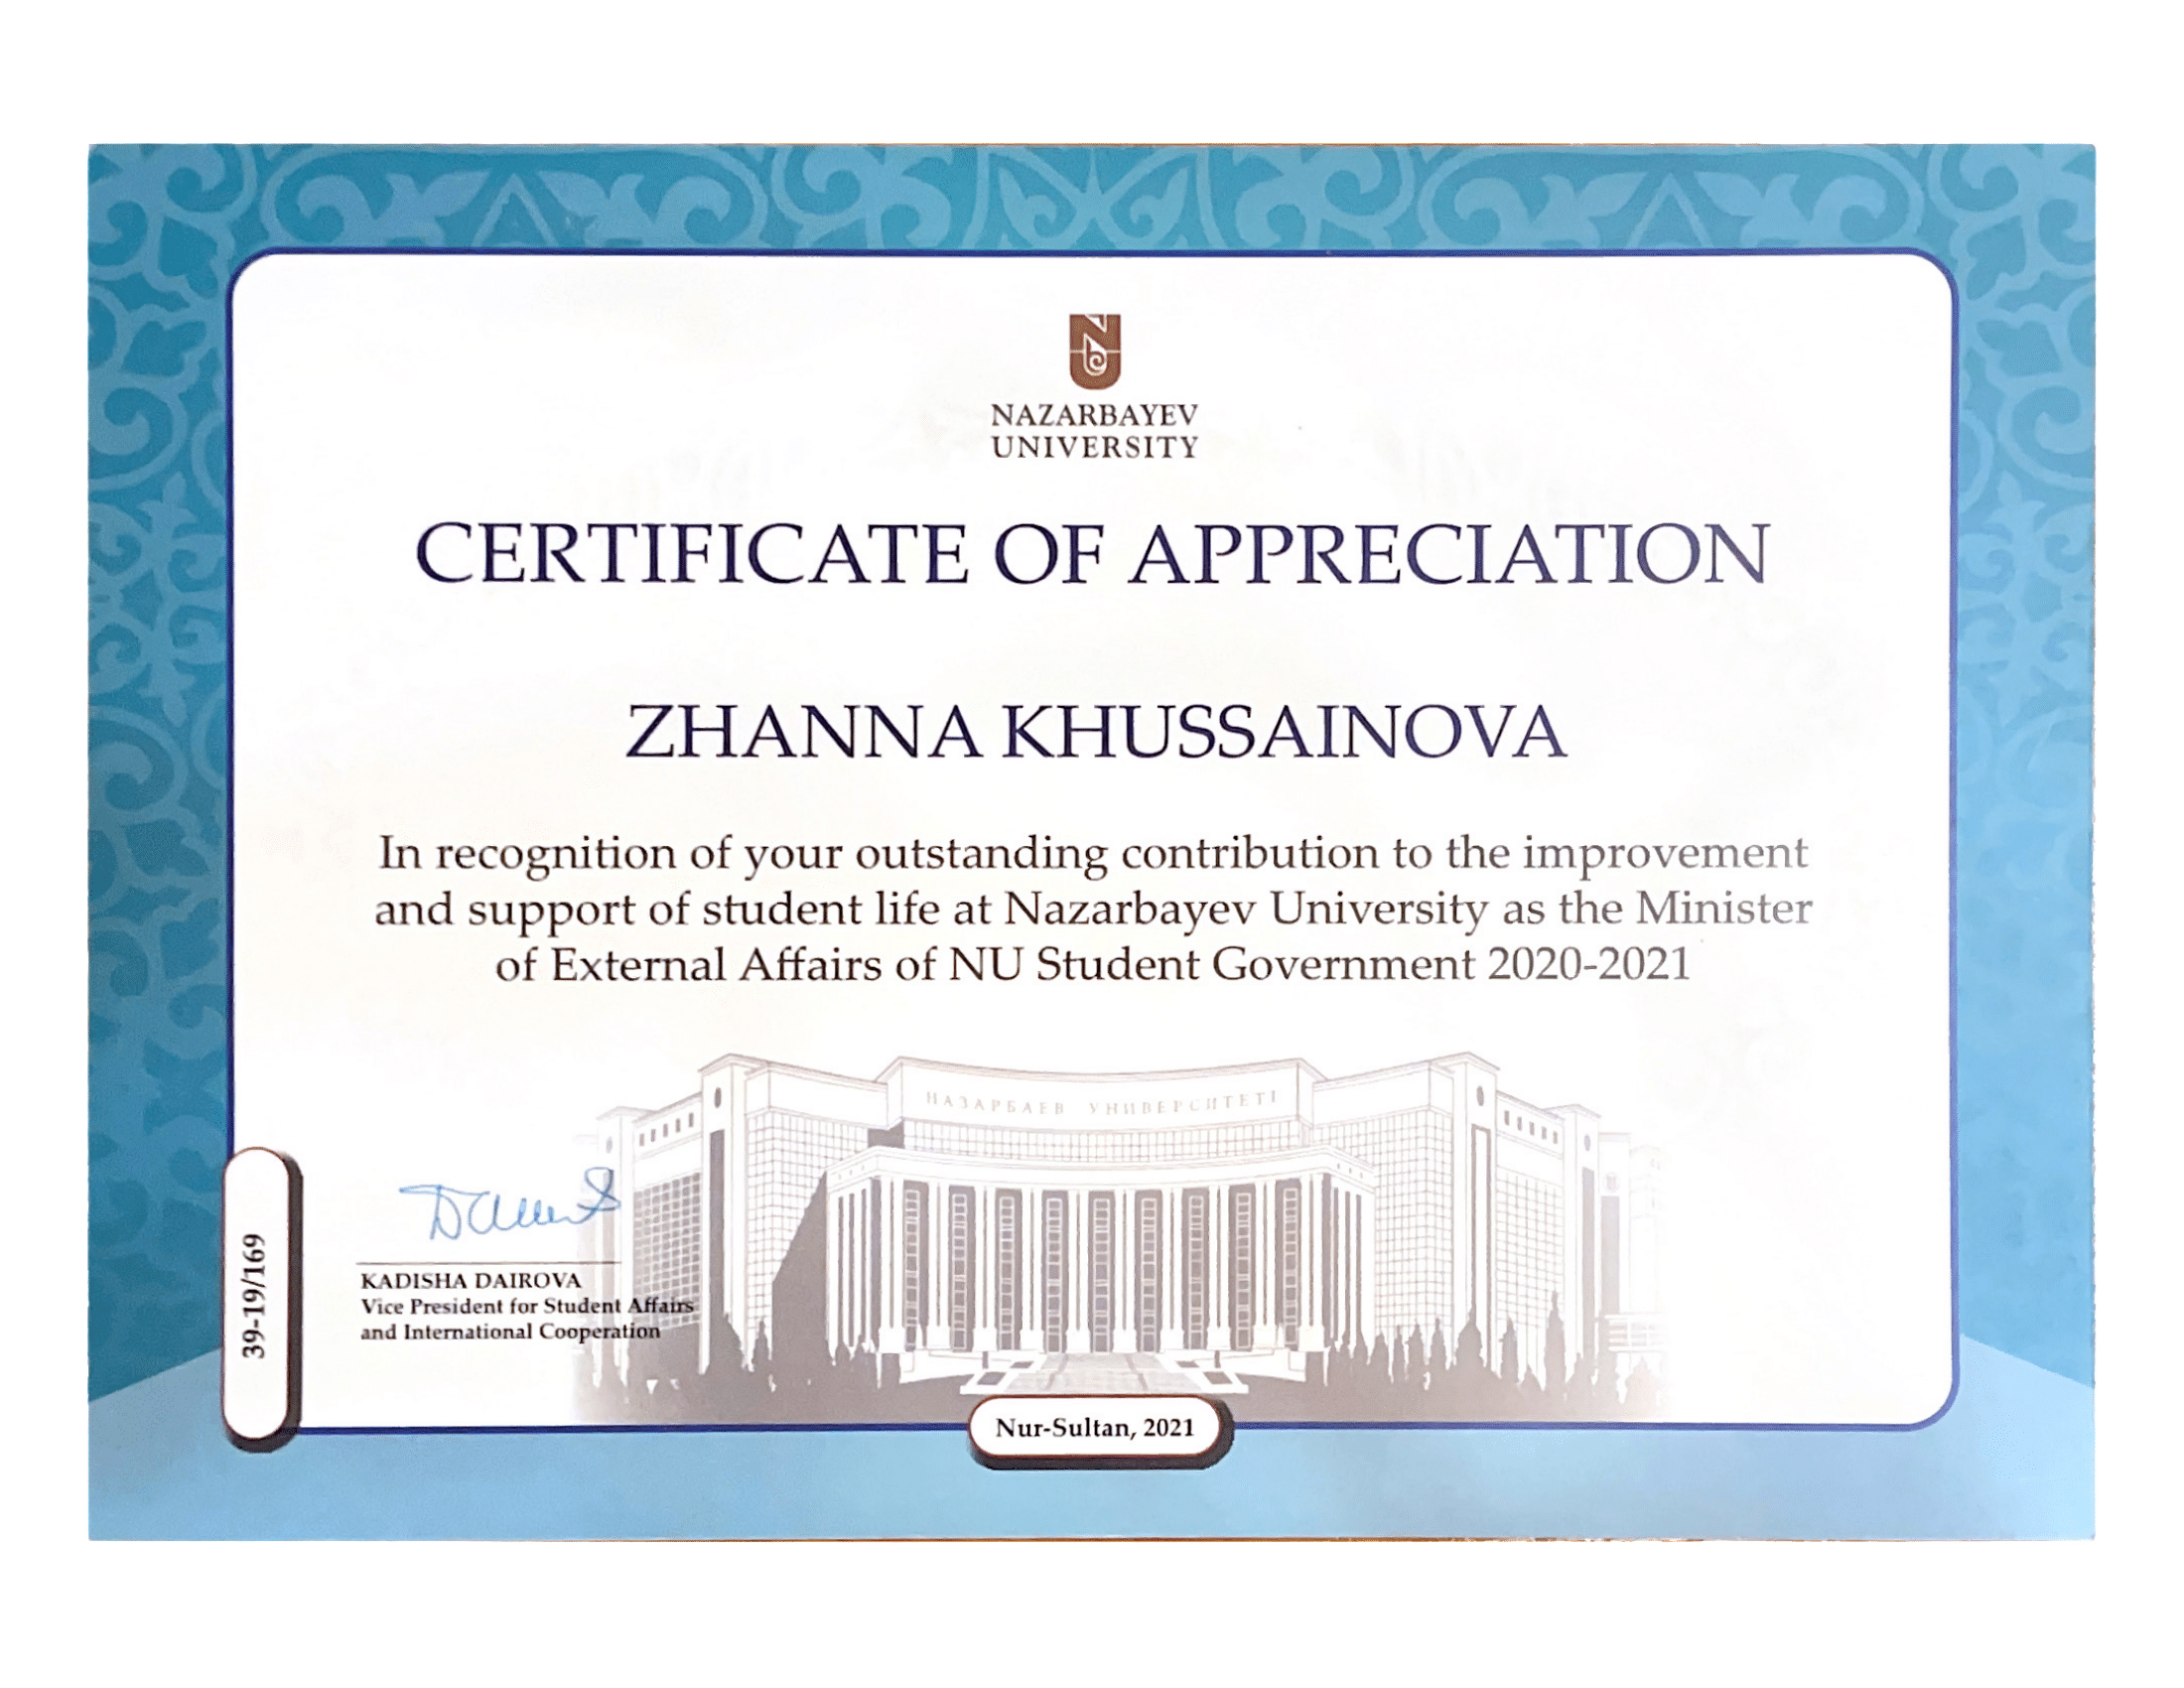 NAZARBAYEV
UNIVERSITY
CERTIFICATE OF APPRECIATION
ZHANNA KHUSSAINOVA
In recognition of your outstanding contribution to the improvement
and support of student life at Nazarbayev University as the Minister
of External Affairs of NU Student Government 2020-2021
НАЗАРБАЕВ УНИВЕРСИТЕТІ
KADISHA DAIROVA
Vice President for Student Affairs
and International Cooperation
39-19/169
Nur-Sultan, 2021